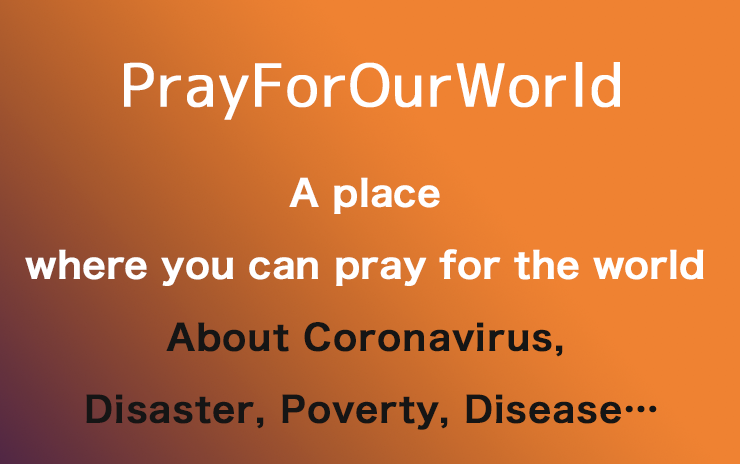 PrayForOurWorld
A place
where you can pray for the world
About Coronavirus,
Disaster, Poverty, Disease…